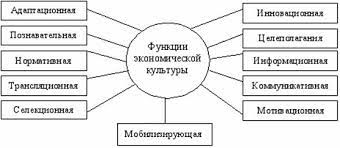 Адаптационная
Познавательная
Нормативная
Трансляционная
Селекционная
Функции
экономической
культуры
Инновационная
Целеполагания
Информационная
Коммуникативная
Мотивационная
Мобилизирующая